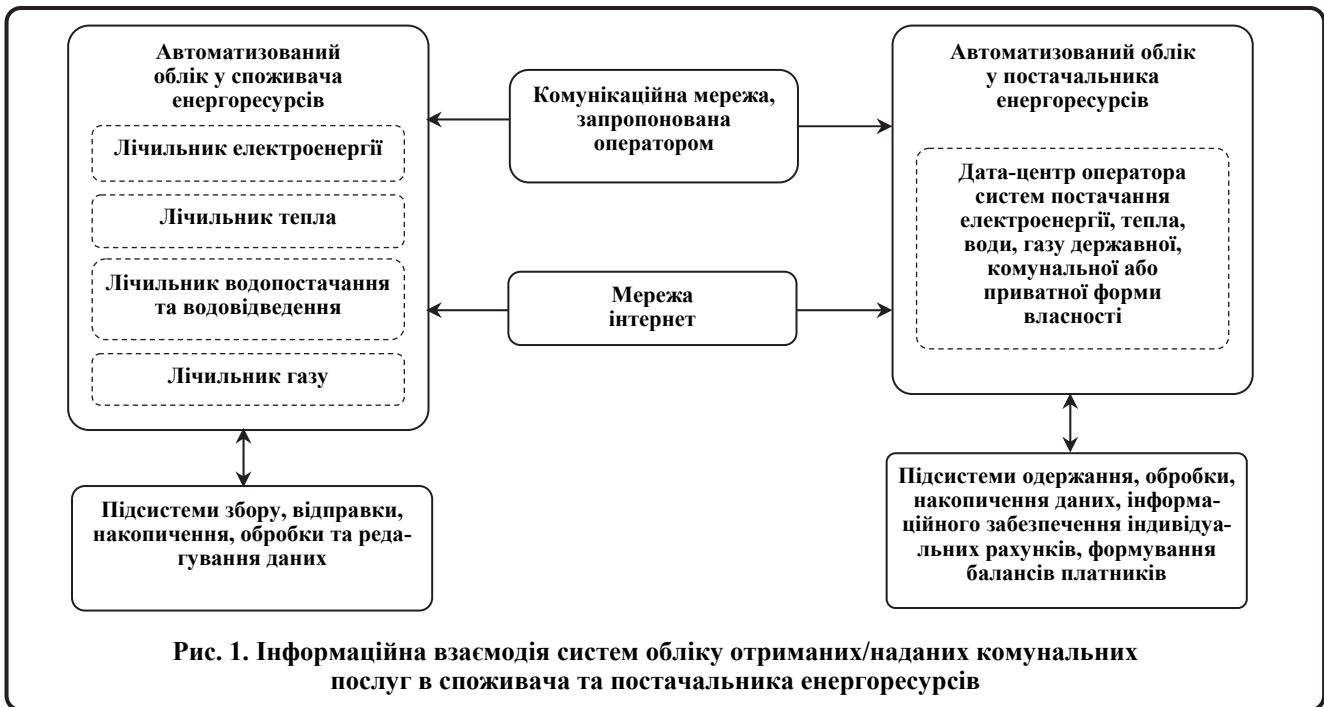 Автоматизований
облік у споживача
енергоресурсів
Лічильник електроенергії
Лічильник тепла
Лічильник водопостачання
та водовідведення
Лічильник газу
Підсистеми збору, відправки,
накопичення, обробки та реда-
гування даних
Комунікаційна мережа,
запропонована
оператором
Мережа
інтернет
Автоматизований облік
у постачальника
енергоресурсів
Дата-центр оператора
систем постачання
електроенергії, тепла,
води, газу державної,
комунальної або
приватної форми
власності
Підсистеми одержання, обробки,
накопичення даних, інформа-
ційного забезпечення індивіду-
альних рахунків, формування
балансів платників
Рис. 1. Інформаційна взаємодія систем обліку отриманих/наданих комунальних
послуг в споживача та постачальника енергоресурсів